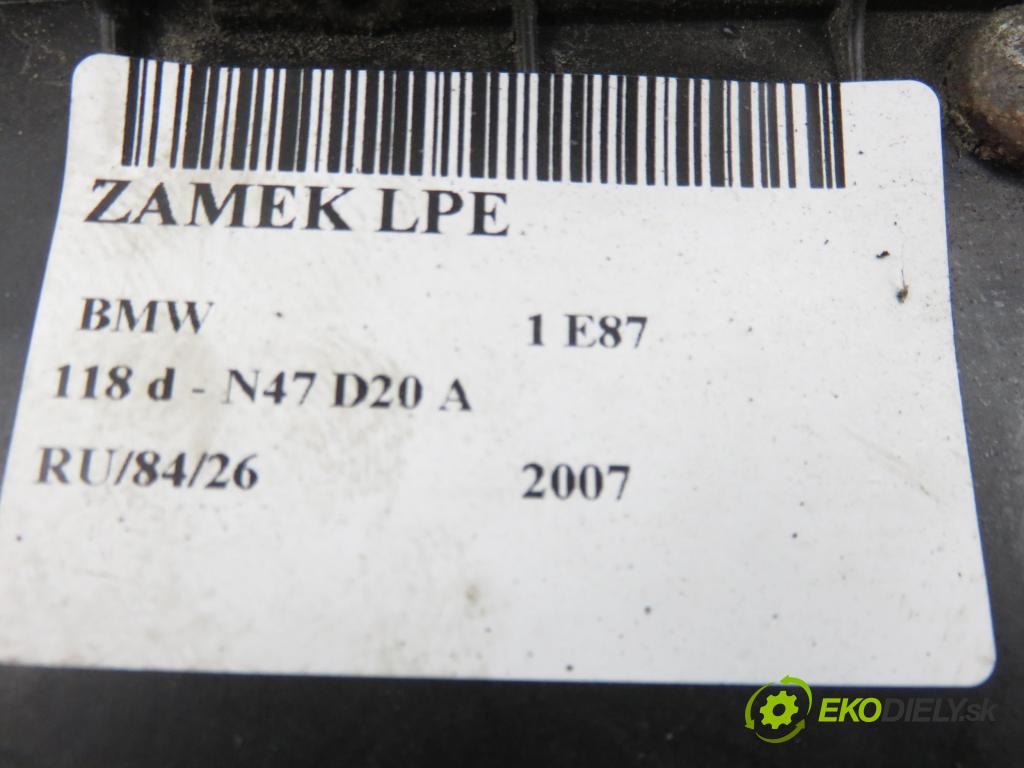 ZAMEK LPE
BMW 1 E87
118 d - N47 D20 A
RU/84/26 2007
EKODIELY.sk